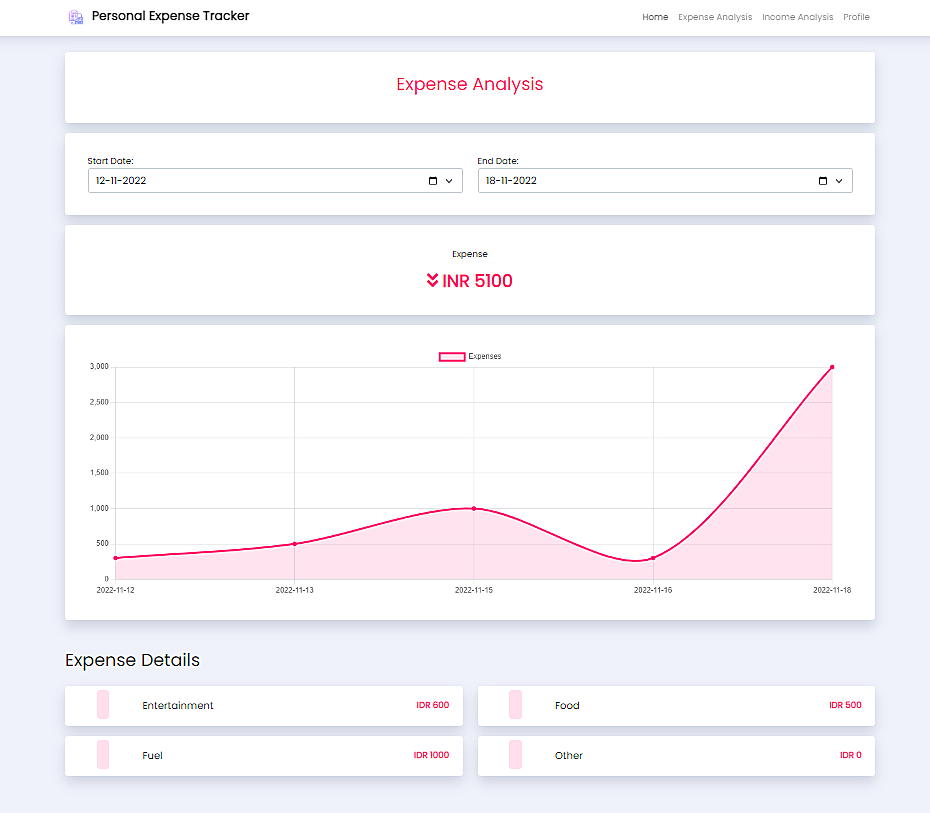 Personal Expense Tracker
Home Expense Analysis Income Analysis Profile
Expense Analysis
Start Date: End Date:
12-11-2022 18-11-2022
Expense
INR 5100
Expenses
3,000
2,500
2,000
1,500
1,000
500
0
2022-11-12 2022-11-13 2022-11-15 2022-11-16 2022-11-18
Expense Details
Entertainment IDR 600 Food IDR 500
Fuel IDR 1000 Other IDR 0